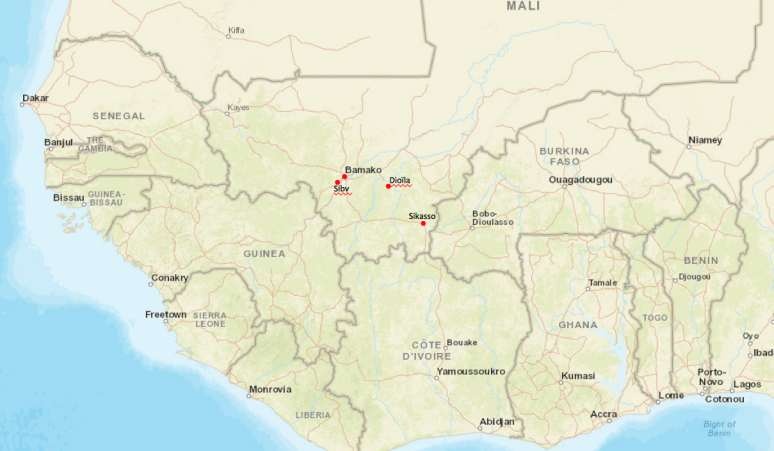 MALI
Kiffa
Dakar
Kayes
SENEGAL
Banjul
THE
GAMBIA
Niamey
BURKINA
FASO
Bamako
Dioïla
Ouagadougou
Siby
Bissau
GUINEA-
BISSAU
Sikasso
Bobo-
Dioulasso
GUINEA
BENIN
Conakry
Djougou
Tamale
Freetown
SIERRA
LEONE
TOGO
GHANA
Oyo
CÔTE
D'IVOIRE
Bouake
Ibad
Yamoussoukro
Kumasi
Porto-
Novo
Lagos
Monrovia
Lome
Cotonou
LIBERIA
Accra
Abidjan
Bight of
Benin